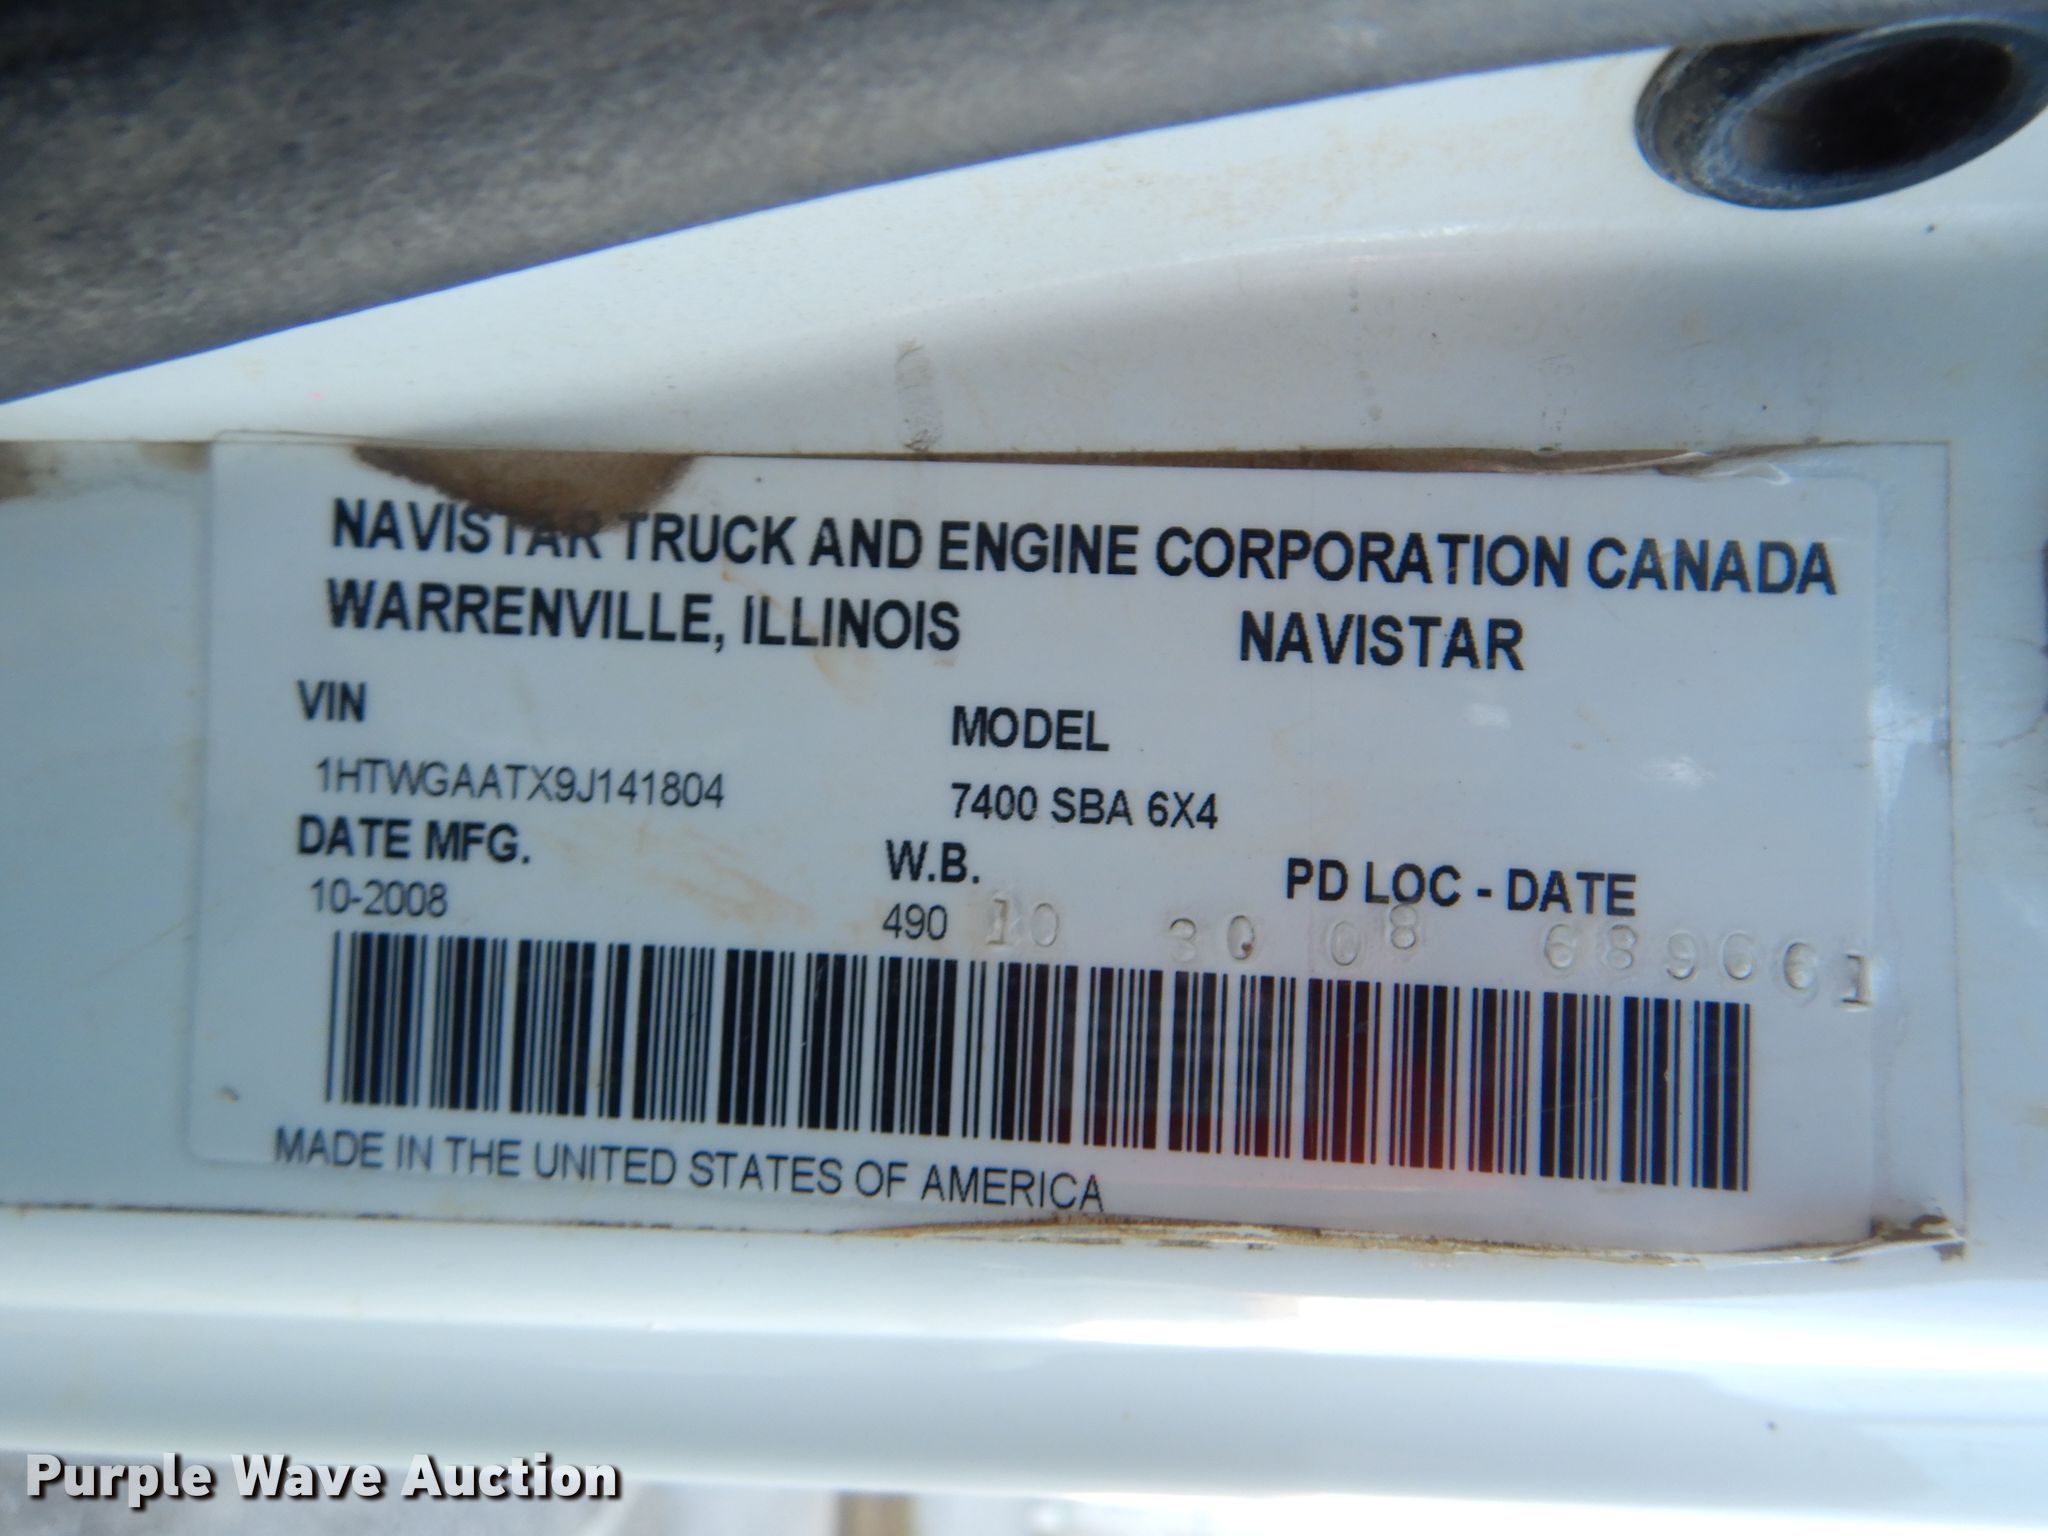 NAVISTAR TRUCK AND ENGINE CORPORATION CANADA
WARRENVILLE, ILLINOIS NAVISTAR
VIN MODEL
1HTWGAATX9J141804 7400 SBA 6X4
DATE MFG. W.B. PD LOC - DATE
10-2008 490 10 30 08
MADE IN THE UNITED STATES OF AMERICA
Purple Wave Auction